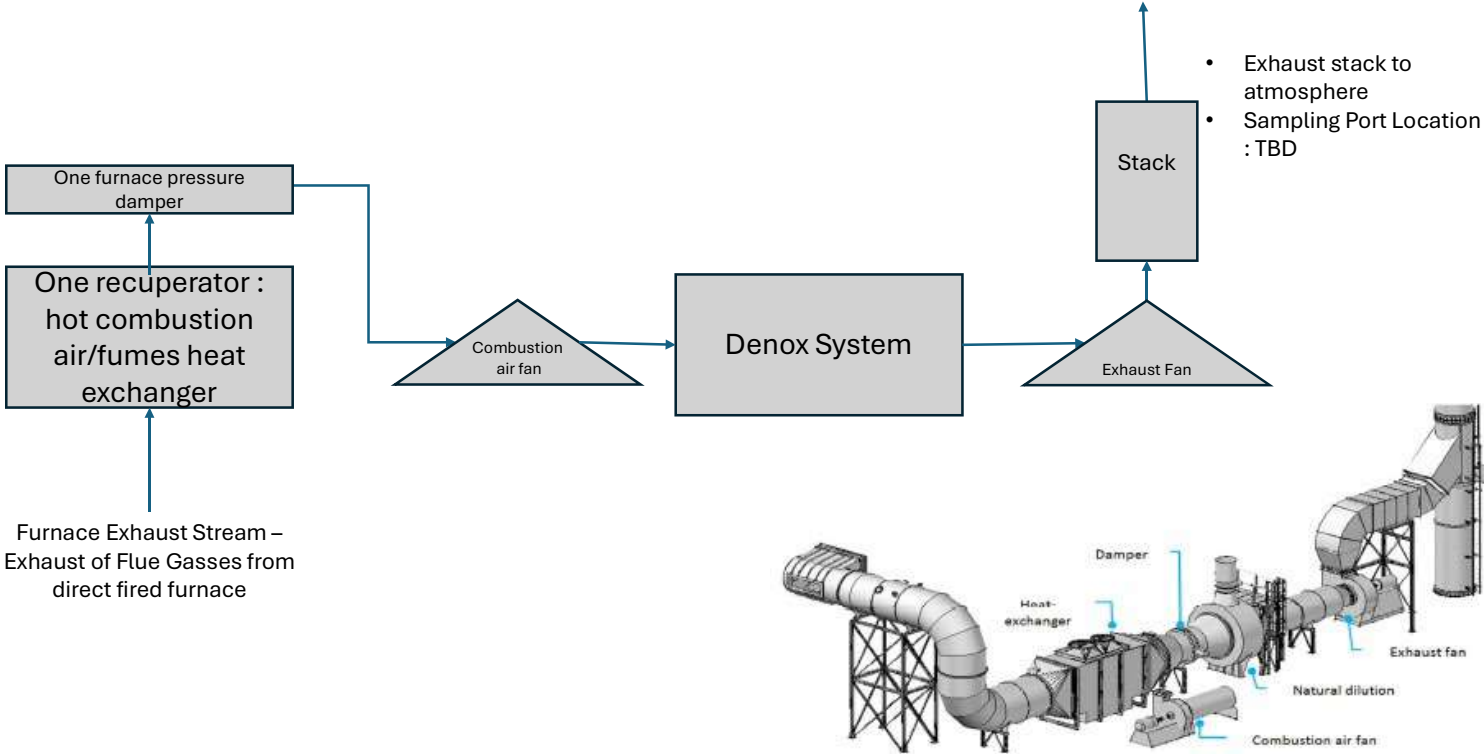 • Exhaust stack to
atmosphere
• Sampling Port Location
: TBD
Stack
One furnace pressure
damper
One recuperator :
hot combustion
air/fumes heat
exchanger
Combustion
air fan
Denox System
Exhaust Fan
Furnace Exhaust Stream –
Exhaust of Flue Gasses from
direct fired furnace
Damper
Heat-
exchanger
Exhaust fan
Natural dilution
Combustion air fan